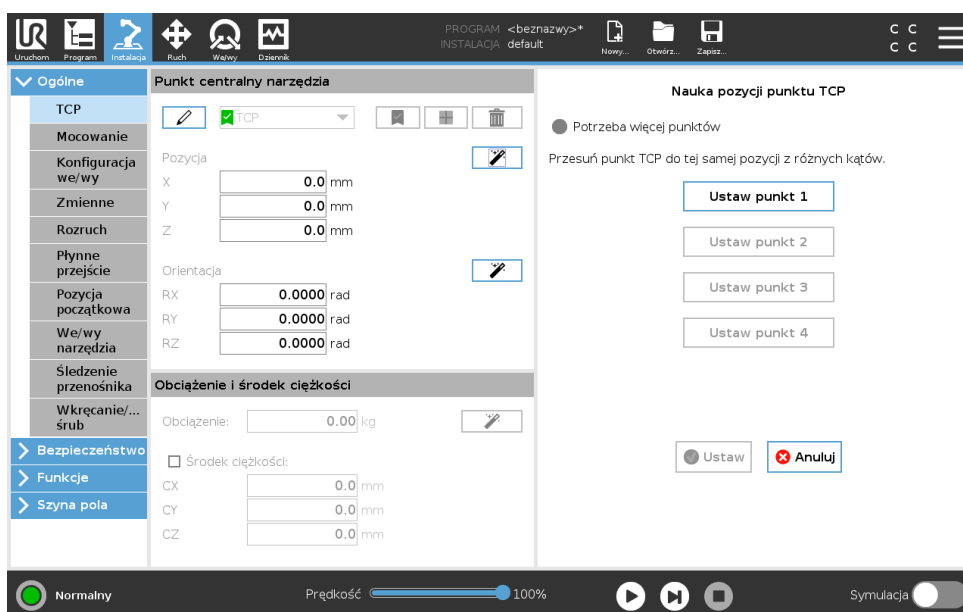 UR
PROGRAM <beznazwy>*
INSTALACJA default
C C
C C
Uruchom Program Instalacja Ruch We/wy Dziennik Nowy... Otwórz... Zapisz...
Ogólne
TCP
Mocowanie
Konfiguracja
we/wy
Zmienne
Rozruch
Płynne
przejście
Pozycja
początkowa
We/wy
narzędzia
Śledzenie
przenośnika
Wkręcanie/...
śrub
Bezpieczeństwo
Funkcje
Szyna pola
Punkt centralny narzędzia
TCP
Pozycja
X 0.0 mm
Y 0.0 mm
Z 0.0 mm
Orientacja
RX 0.0000 rad
RY 0.0000 rad
RZ 0.0000 rad
Obciążenie i środek ciężkości
Obciążenie: 0.00 kg
Środek ciężkości:
CX 0.0 mm
CY 0.0 mm
CZ 0.0 mm
Nauka pozycji punktu TCP
Potrzeba więcej punktów
Przesuń punkt TCP do tej samej pozycji z różnych kątów.
Ustaw punkt 1
Ustaw punkt 2
Ustaw punkt 3
Ustaw punkt 4
Ustaw Anuluj
Normalny Prędkość 100% Symulacja